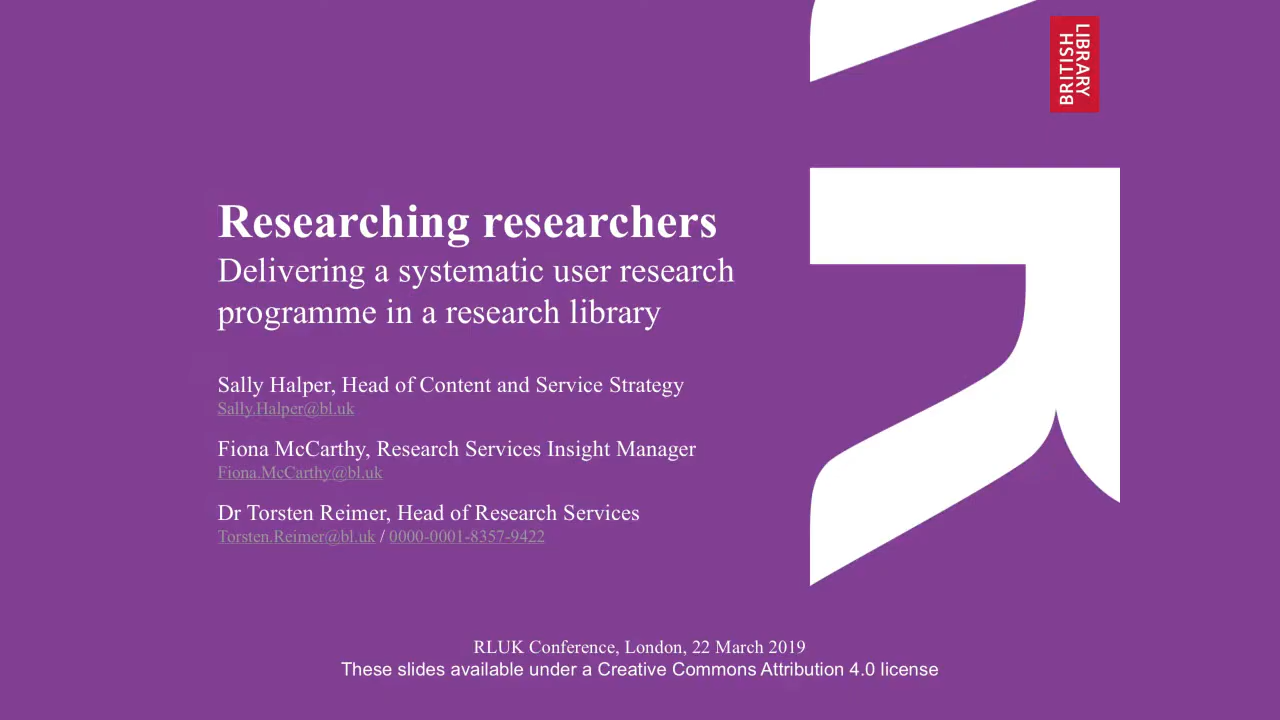 LIBRARY
BRITISH
Researching researchers
Delivering a systematic user research
programme in a research library
Sally Halper, Head of Content and Service Strategy
Sally.Halper@bl.uk
Fiona McCarthy, Research Services Insight Manager
Fiona.McCarthy@bl.uk
Dr Torsten Reimer, Head of Research Services
Torsten.Reimer@bl.uk / 0000-0001-8357-9422
RLUK Conference, London, 22 March 2019
These slides available under a Creative Commons Attribution 4.0 license